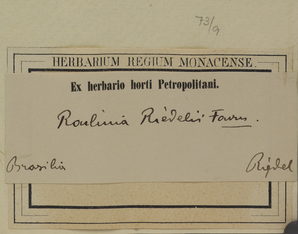 73/9
HERBARIUM REGIUM MONACENSE.
Ex herbario horti Petropolitani.
Roulinia Riedelii Fourn.
Brasilia Riedel